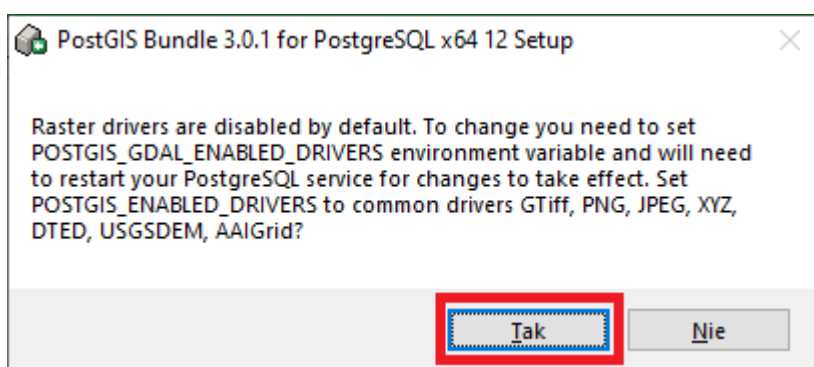 PostGIS Bundle 3.0.1 for PostgreSQL x64 12 Setup
Raster drivers are disabled by default. To change you need to set
POSTGIS_GDAL_ENABLED_DRIVERS environment variable and will need
to restart your PostgreSQL service for changes to take effect. Set
POSTGIS_ENABLED_DRIVERS to common drivers GTiff, PNG, JPEG, XYZ,
DTED, USGSDEM, AAIGrid?
Tak
Nie